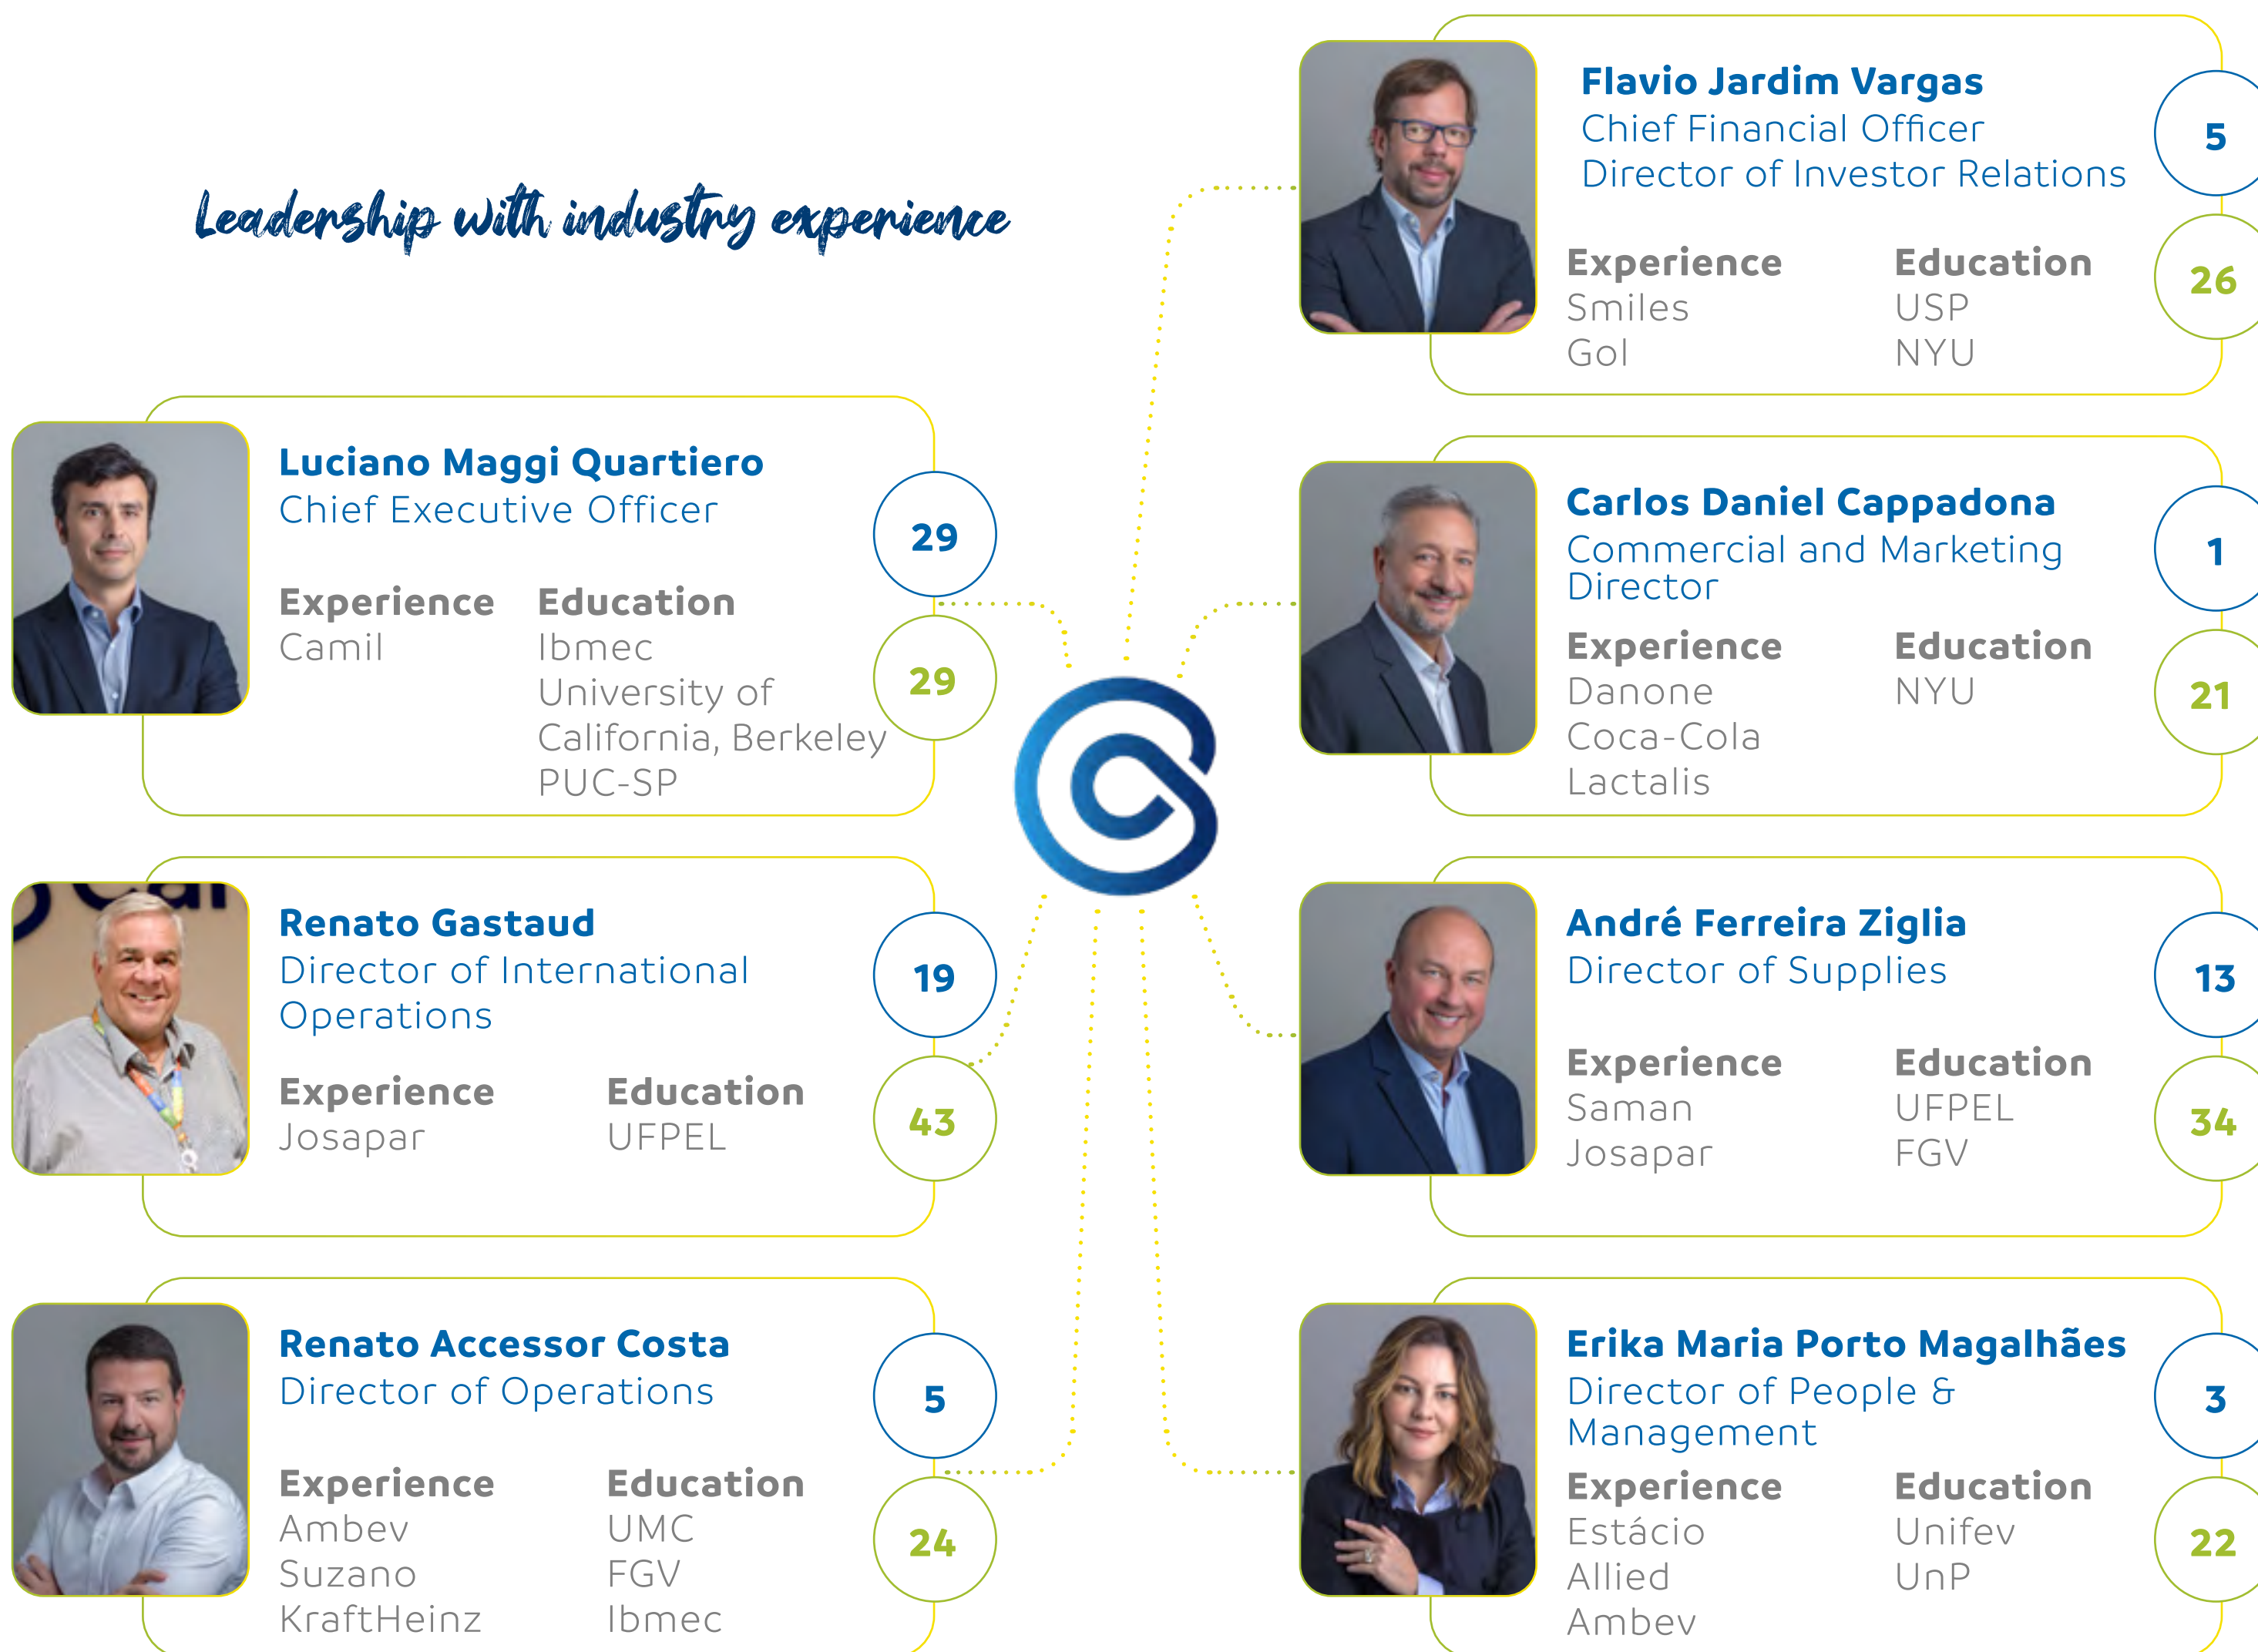 Leadership with industry experience
Luciano Maggi Quartiero
Chief Executive Officer
29
29
Experience
Camil
Education
Ibmec
University of
California, Berkeley
PUC-SP
Renato Gastaud
Director of International
Operations
19
43
Experience
Josapar
Education
UFPEL
Renato Accessor Costa
Director of Operations
5
24
Experience
Ambev
Suzano
KraftHeinz
Education
UMC
FGV
Ibmec
Flavio Jardim Vargas
Chief Financial Officer
Director of Investor Relations
5
26
Experience
Smiles
Gol
Education
USP
NYU
Carlos Daniel Cappadona
Commercial and Marketing
Director
1
21
Experience
Danone
Coca-Cola
Lactalis
Education
NYU
André Ferreira Ziglia
Director of Supplies
13
34
Experience
Saman
Josapar
Education
UFPEL
FGV
Erika Maria Porto Magalhães
Director of People &
Management
3
22
Experience
Estácio
Allied
Ambev
Education
Unifev
UnP